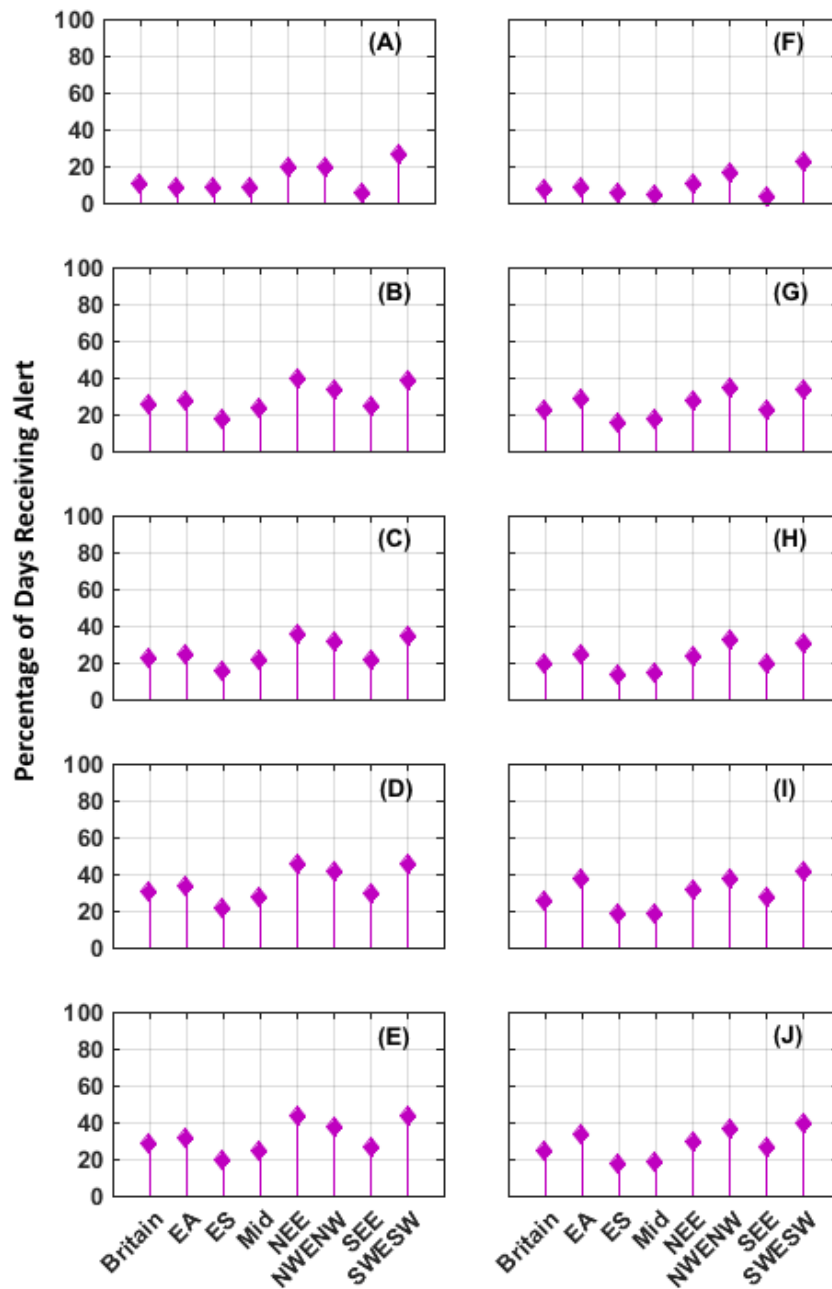 Percentage of Days Receiving Alert
100
80
60
40
20
0
(A)
(F)
100
80
60
40
20
0
(B)
(G)
100
80
60
40
20
0
(C)
(H)
100
80
60
40
20
0
(D)
(I)
100
80
60
40
20
0
(E)
(J)
Britain
EA
ES
Mid
NEE
NWENW
SEE
SWESW
Britain
EA
ES
Mid
NEE
NWENW
SEE
SWESW